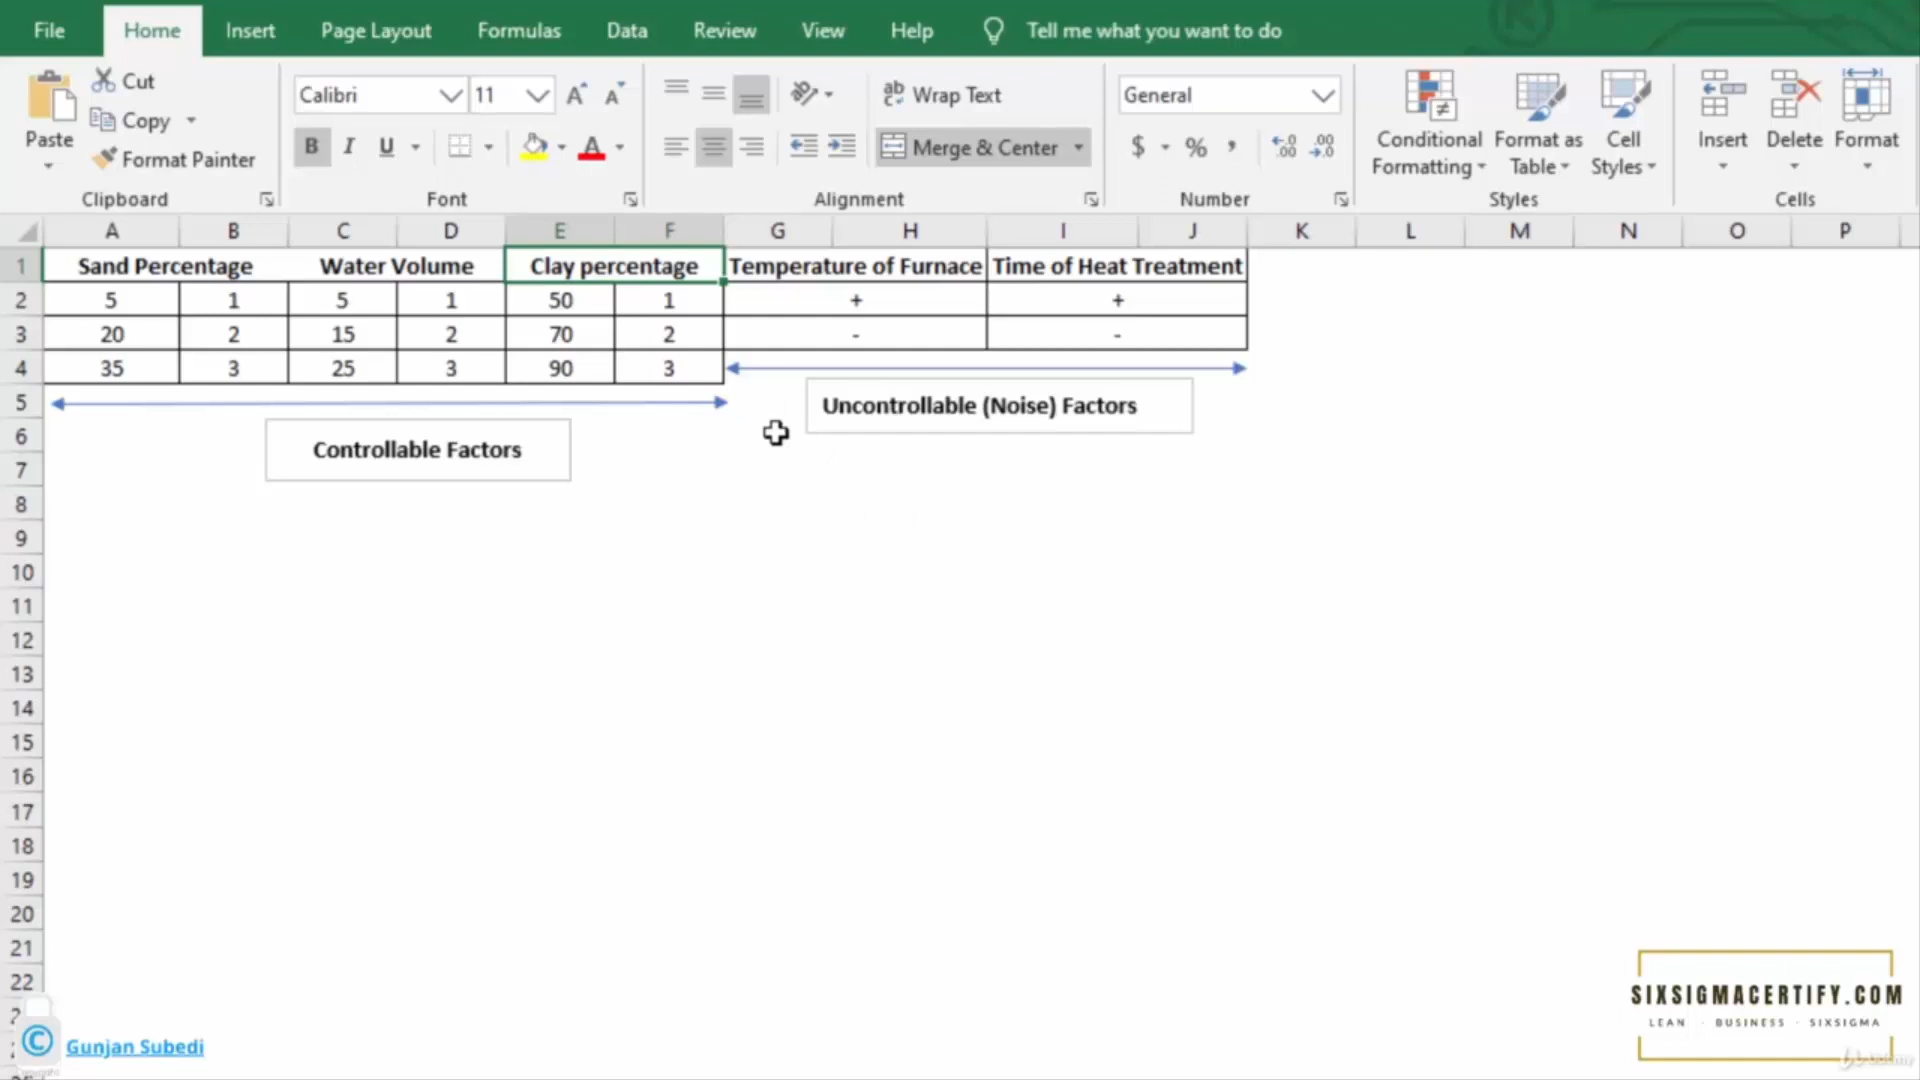 File Home Insert Page Layout Formulas Data Review View Help Tell me what you want to do
Cut
Copy
Paste
Format Painter
Clipboard
Calibri 11
B I U
Font
Wrap Text
Merge & Center
Alignment
General
$ % ,
Number
Conditional Formatting
Format as Table
Cell Styles
Styles
Insert Delete Format
Cells
A B C D E F G H I J K L M N O P
1 Sand Percentage Water Volume Clay percentage Temperature of Furnace Time of Heat Treatment
2 5 1 5 1 50 1 + +
3 20 2 15 2 70 2 - -
4 35 3 25 3 90 3
5
Uncontrollable (Noise) Factors
6
Controllable Factors
7
8
9
10
11
12
13
14
15
16
17
18
19
20
21
22
SIXSIGMACERTIFY.COM
LEAN · BUSINESS · SIXSIGMA
© Gunjan Subedi